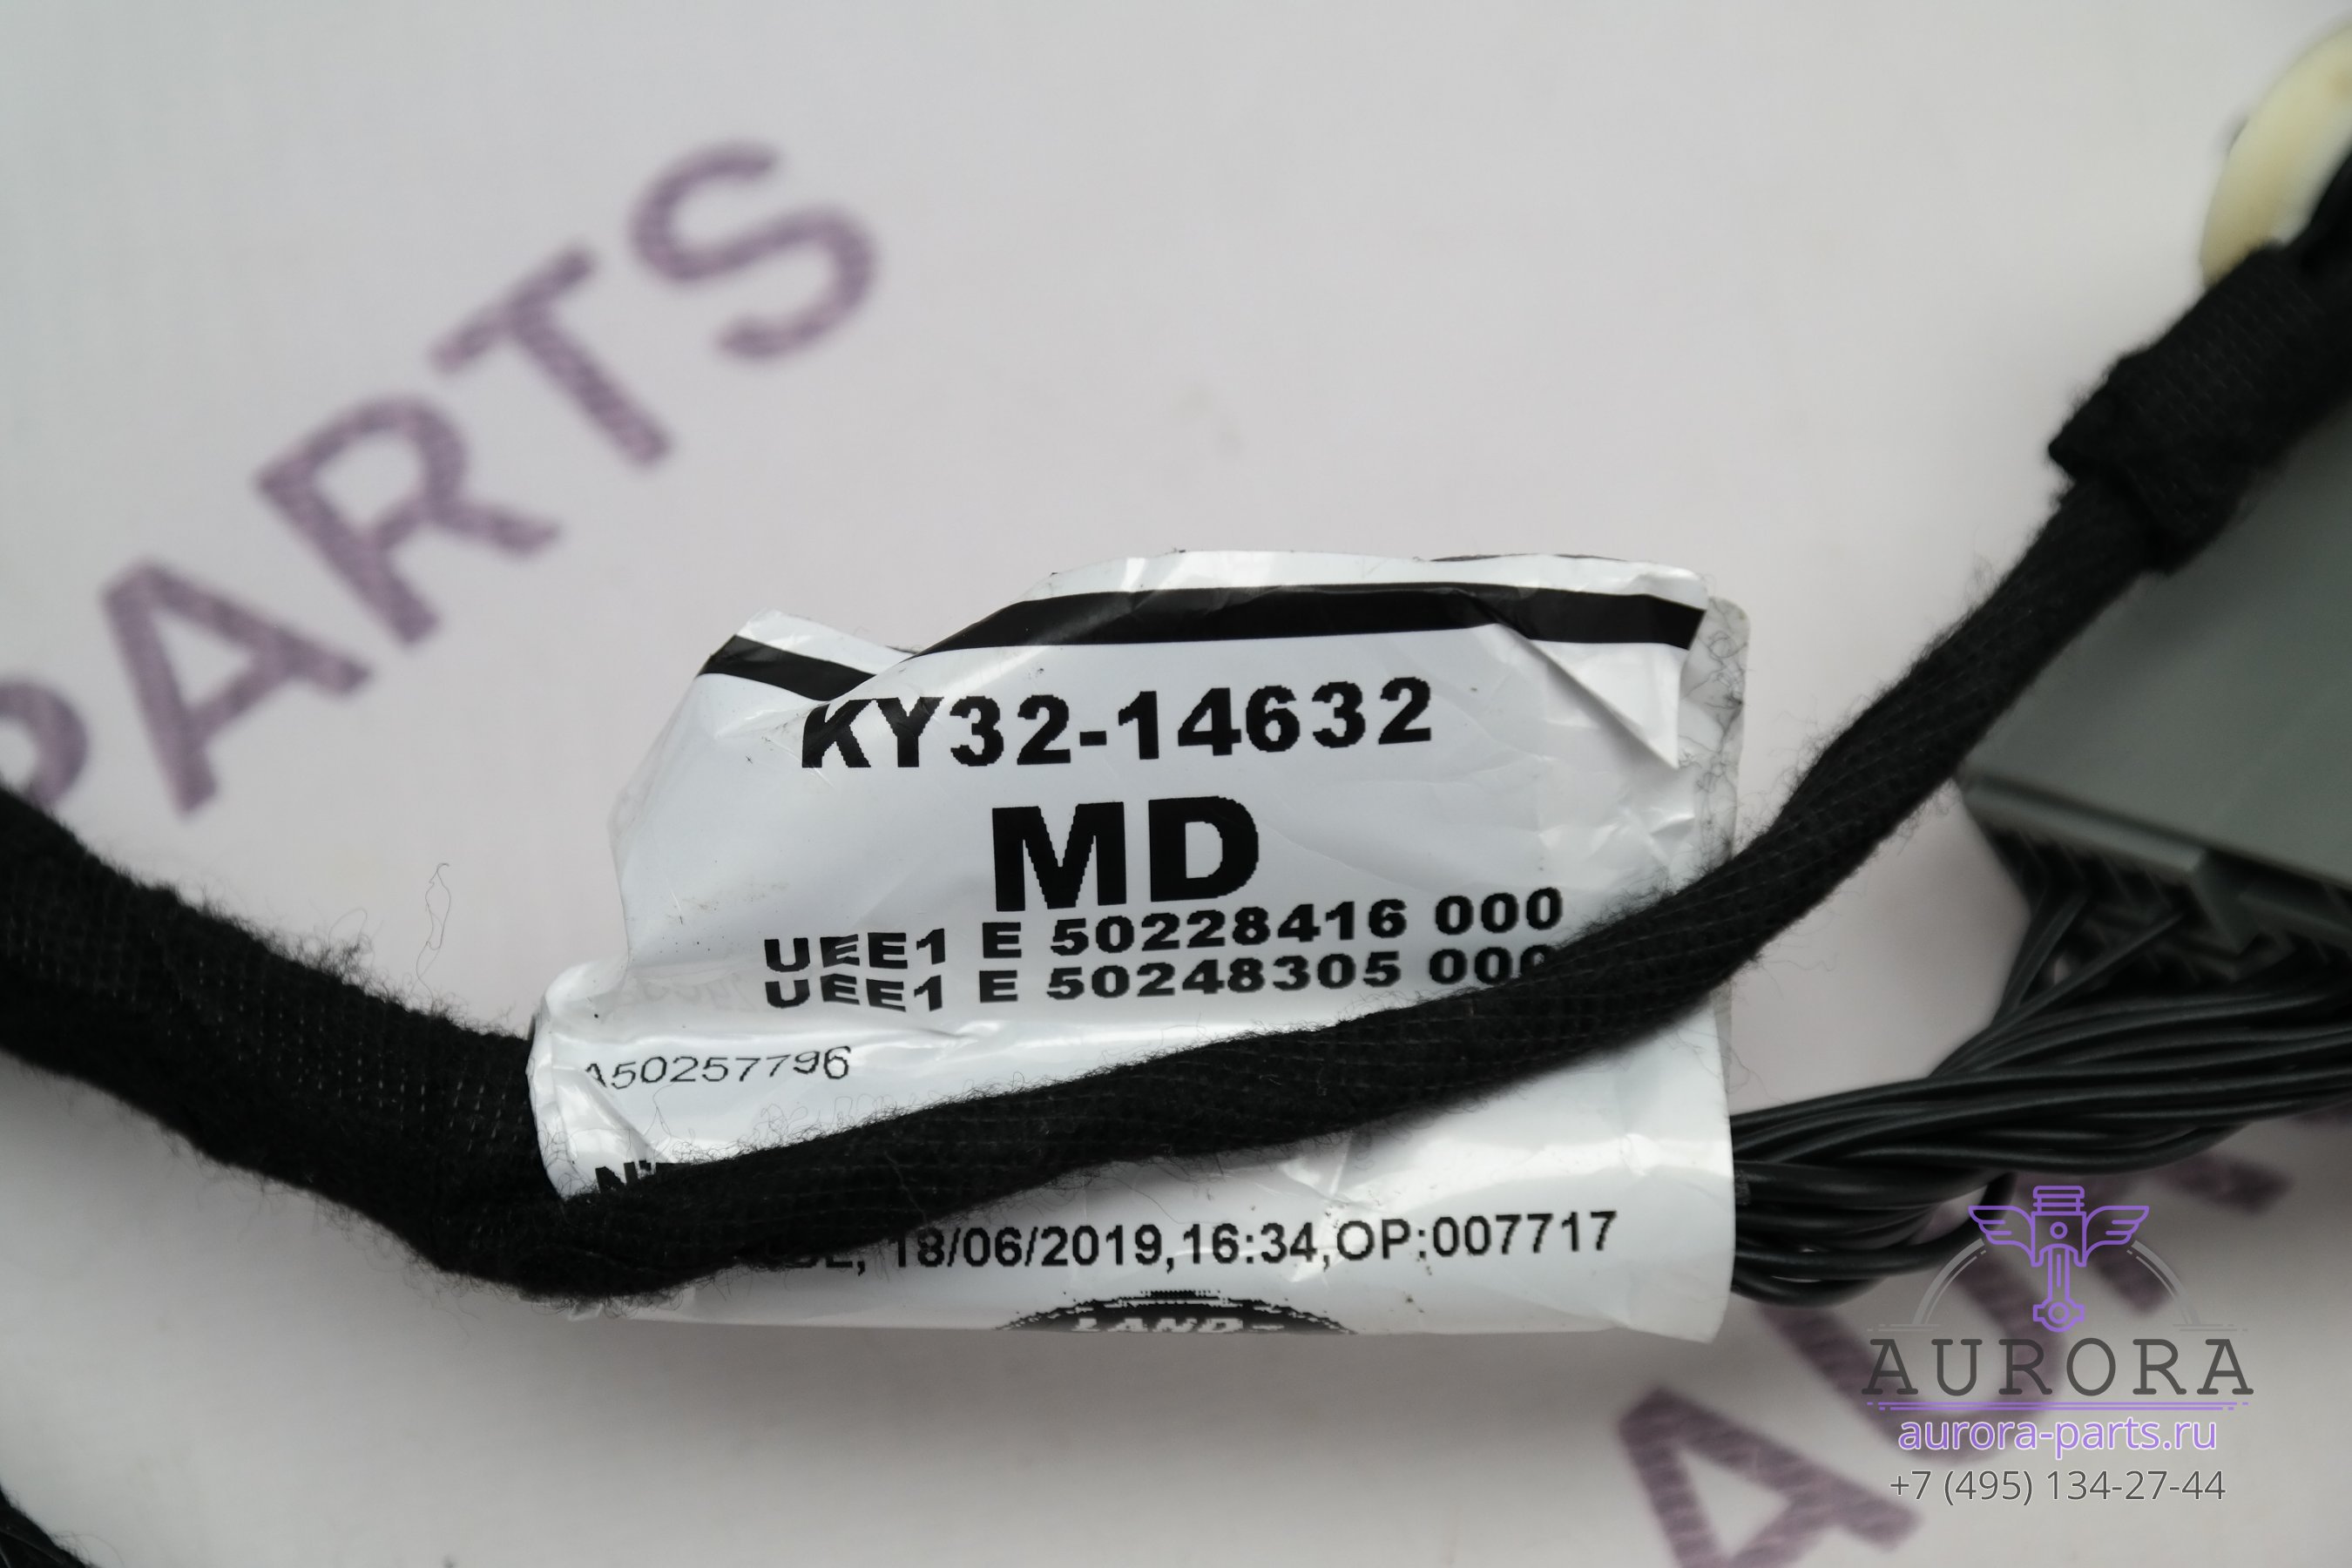 PARTS
KY32-14632
MD
UEE1 E 50228416 000
UEE1 E 50248305 000
A50257796
18/06/2019,16:34,OP:007717
LAND-
AURORA
aurora-parts.ru
+7 (495) 134-27-44